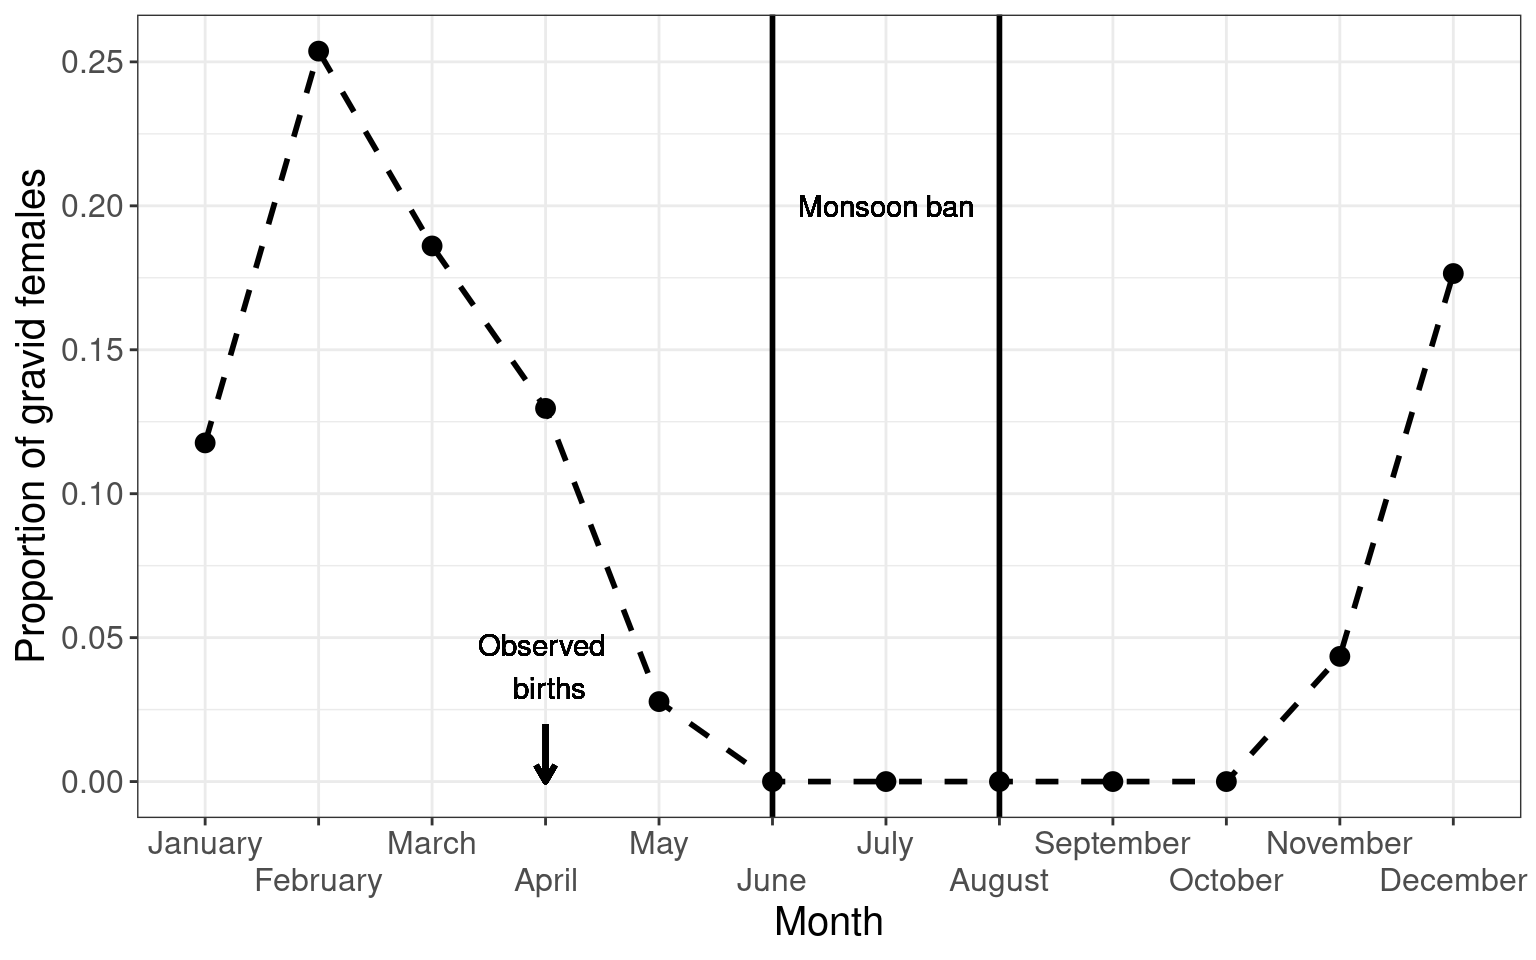 Proportion of gravid females
0.25
0.20
0.15
0.10
0.05
0.00
Monsoon ban
Observed
births
January
February
March
April
May
June
July
August
September
October
November
December
Month